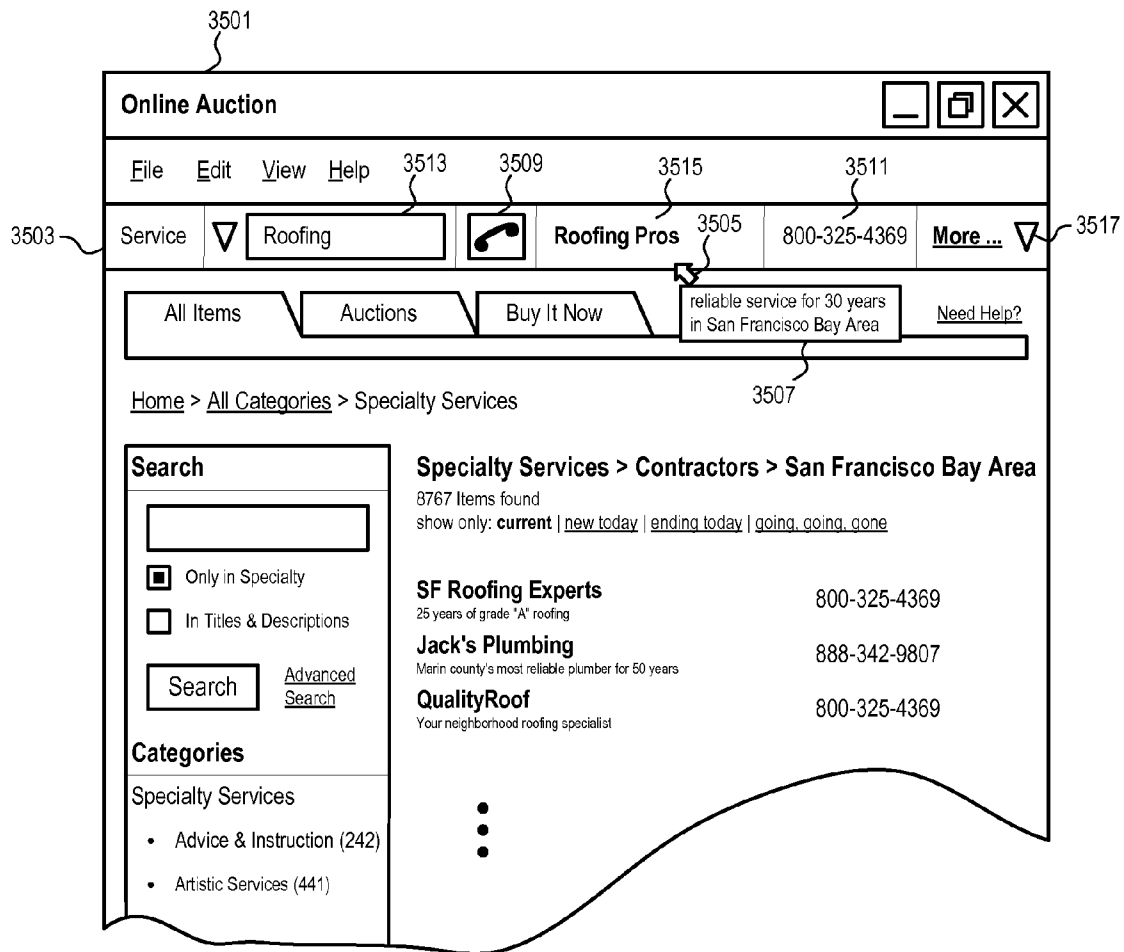 3501
Online Auction
File Edit View Help 3513 3509 3515 3511
3503 Service Roofing Roofing Pros 3505 800-325-4369 More ... 3517
All Items Auctions Buy It Now reliable service for 30 years Need Help?
in San Francisco Bay Area
3507
Home > All Categories > Specialty Services
Search
Only in Specialty
In Titles & Descriptions
Search Advanced
Search
Categories
Specialty Services
• Advice & Instruction (242)
• Artistic Services (441)
Specialty Services > Contractors > San Francisco Bay Area
8767 Items found
show only: current | new today | ending today | going, going, gone
SF Roofing Experts 800-325-4369
25 years of grade "A" roofing
Jack's Plumbing 888-342-9807
Marin county's most reliable plumber for 50 years
QualityRoof 800-325-4369
Your neighborhood roofing specialist